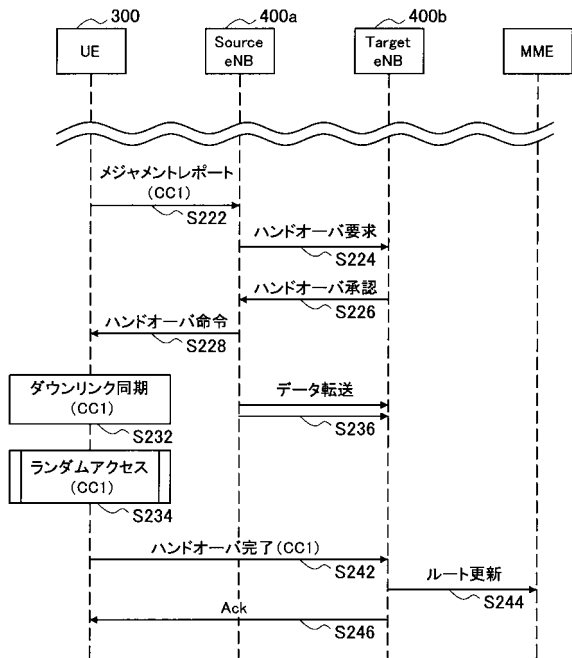 300
400a
400b
UE
Source
eNB
Target
eNB
MME
メジャメントレポート
(CC1)
S222
ハンドオーバ要求
S224
ハンドオーバ承認
S226
ハンドオーバ命令
S228
ダウンリンク同期
(CC1)
S232
データ転送
S236
ランダムアクセス
(CC1)
S234
ハンドオーバ完了(CC1)
S242
ルート更新
S244
Ack
S246